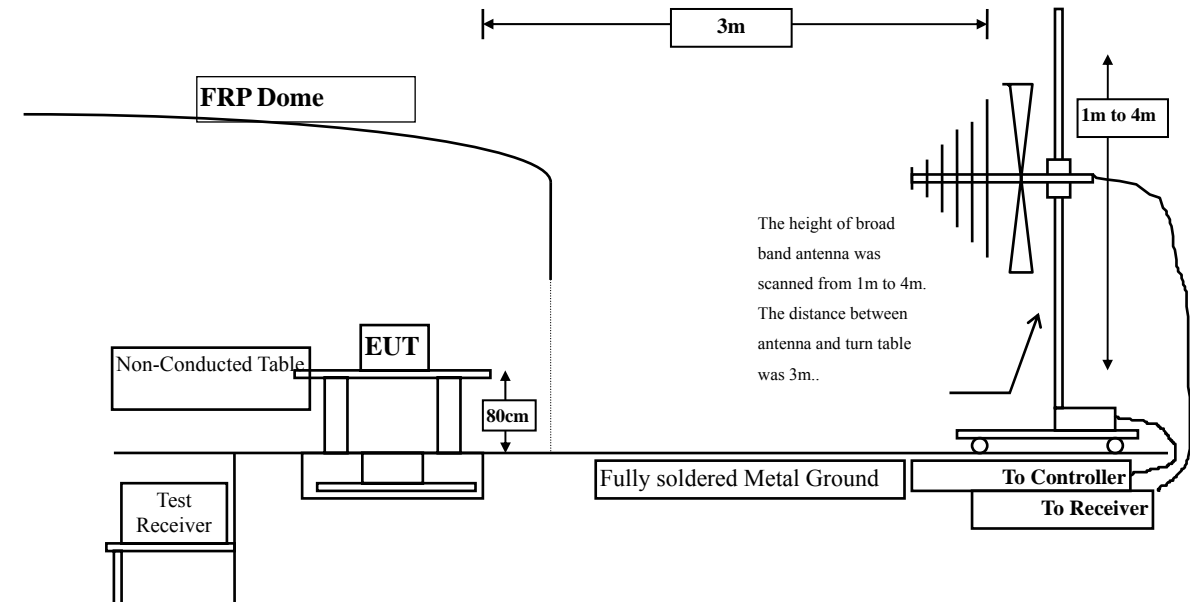 3m
FRP Dome
1m to 4m
The height of broad
band antenna was
scanned from 1m to 4m.
The distance between
antenna and turn table
was 3m..
EUT
Non-Conducted Table
80cm
Fully soldered Metal Ground
To Controller
To Receiver
Test
Receiver